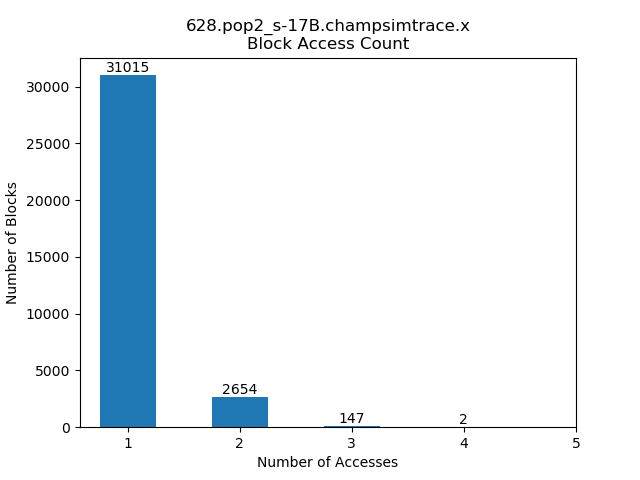 628.pop2_s-17B.champsimtrace.x
Block Access Count
31015
30000
25000
20000
15000
10000
5000
0
Number of Blocks
2654
147
2
1 2 3 4 5
Number of Accesses